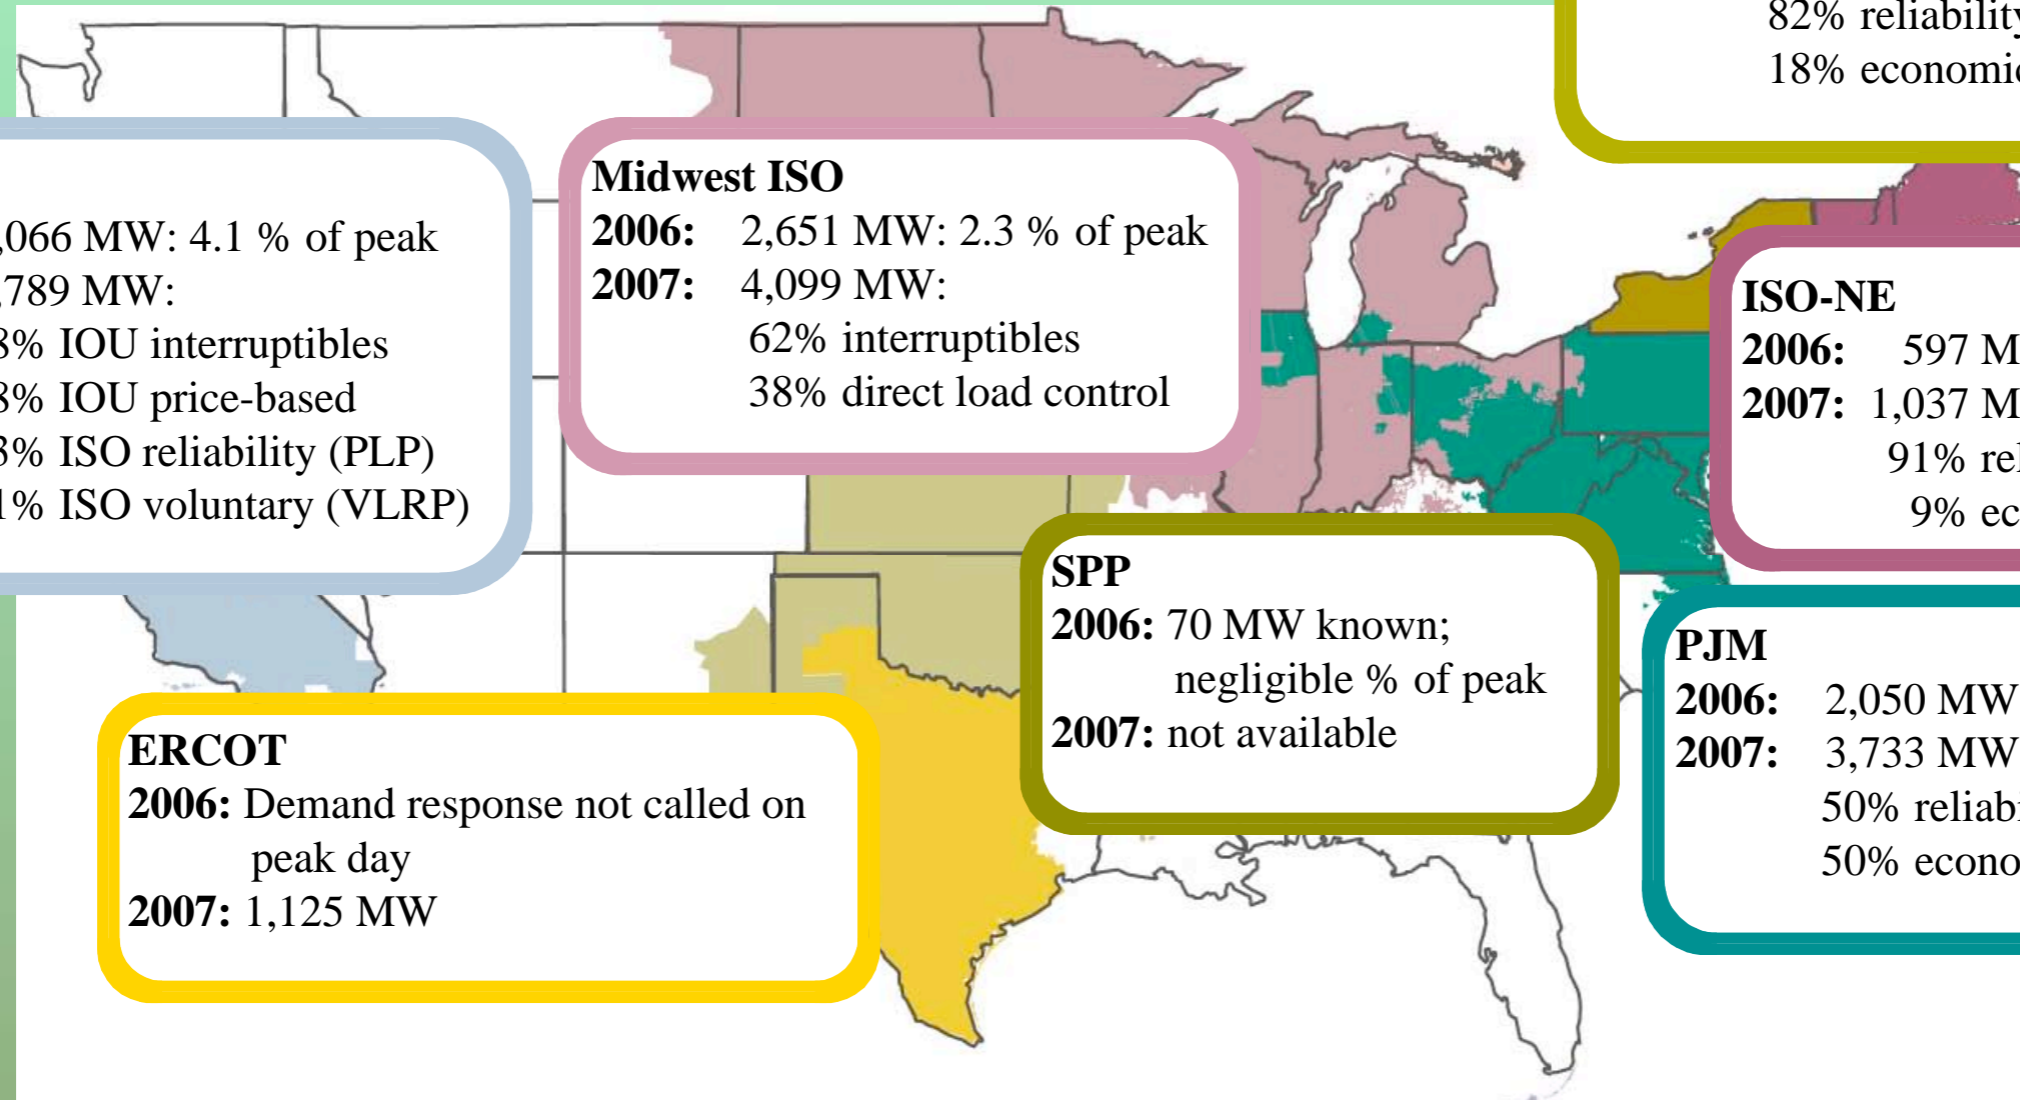 82% reliability
18% economic
,066 MW: 4.1 % of peak
,789 MW:
8% IOU interruptibles
8% IOU price-based
3% ISO reliability (PLP)
1% ISO voluntary (VLRP)
Midwest ISO
2006: 2,651 MW: 2.3 % of peak
2007: 4,099 MW:
62% interruptibles
38% direct load control
ISO-NE
2006: 597 M
2007: 1,037 M
91% rel
9% ec
SPP
2006: 70 MW known;
negligible % of peak
2007: not available
PJM
2006: 2,050 MW
2007: 3,733 MW
50% reliabi
50% econo
ERCOT
2006: Demand response not called on
peak day
2007: 1,125 MW